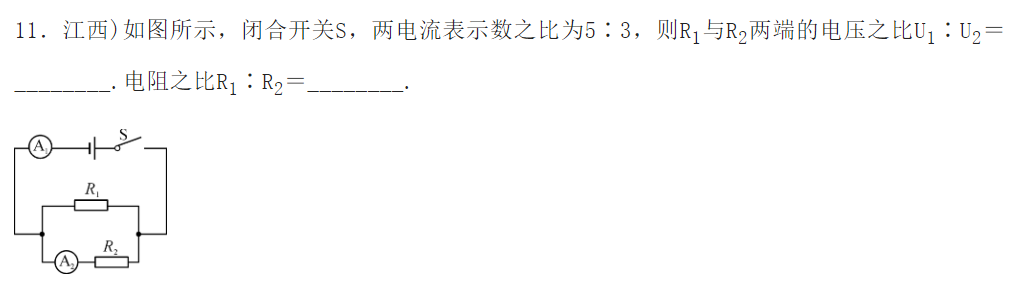 11. 江西)如图所示，闭合开关S，两电流表示数之比为5∶3，则R₁与R₂两端的电压之比U₁∶U₂＝
________.电阻之比R₁∶R₂＝________.
A₁
S
R₁
R₂
A₂